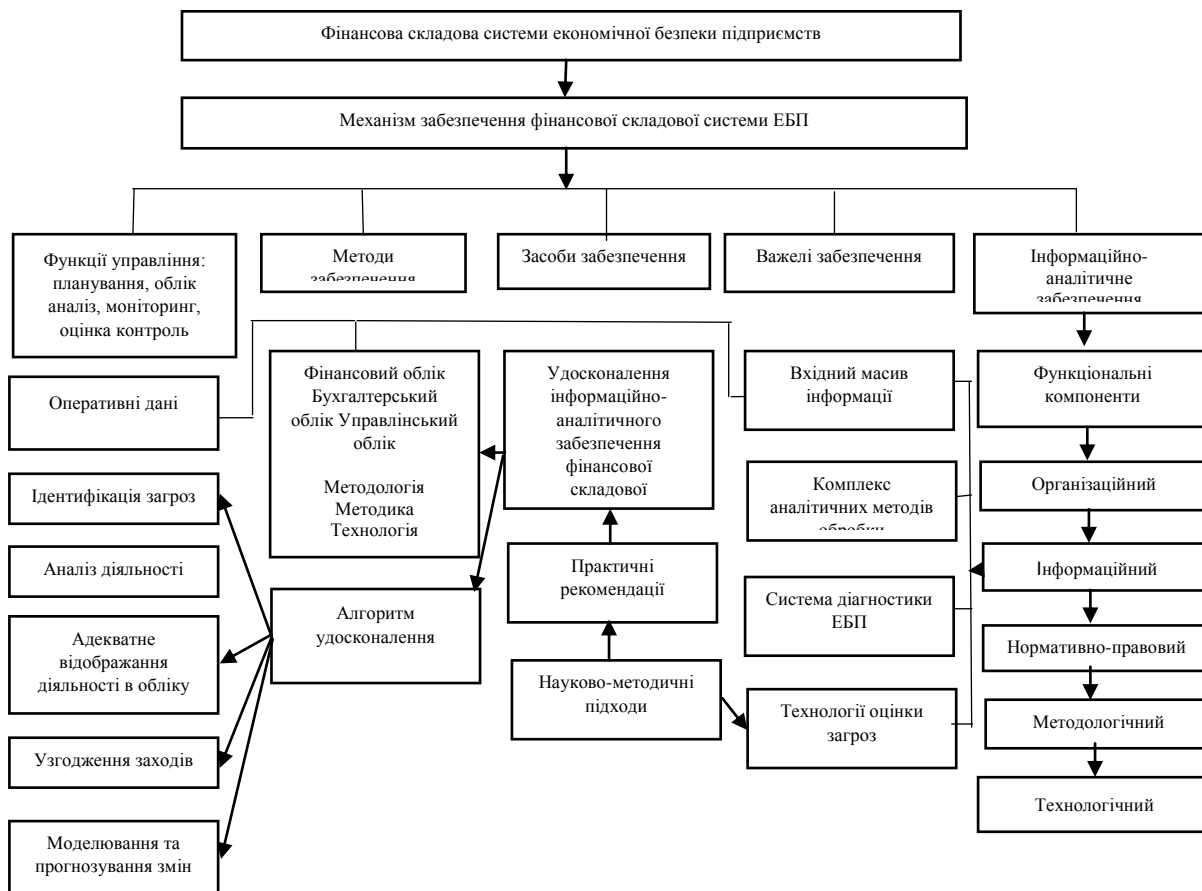 Фінансова складова системи економічної безпеки підприємств
Механізм забезпечення фінансової складової системи ЕБП
Функції управління:
планування, облік
аналіз, моніторинг,
оцінка контроль
Методи
забезпечення
Засоби забезпечення
Важелі забезпечення
Інформаційно-
аналітичне
забезпечення
Оперативні дані
Фінансовий облік
Бухгалтерський
облік Управлінський
облік
Методологія
Методика
Технологія
Удосконалення
інформаційно-
аналітичного
забезпечення
фінансової
складової
Вхідний масив
інформації
Функціональні
компоненти
Ідентифікація загроз
Комплекс
аналітичних методів
обробки
Організаційний
Аналіз діяльності
Практичні
рекомендації
Інформаційний
Алгоритм
удосконалення
Система діагностики
ЕБП
Адекватне
відображання
діяльності в обліку
Нормативно-правовий
Науково-методичні
підходи
Технології оцінки
загроз
Методологічний
Узгодження заходів
Технологічний
Моделювання та
прогнозування змін